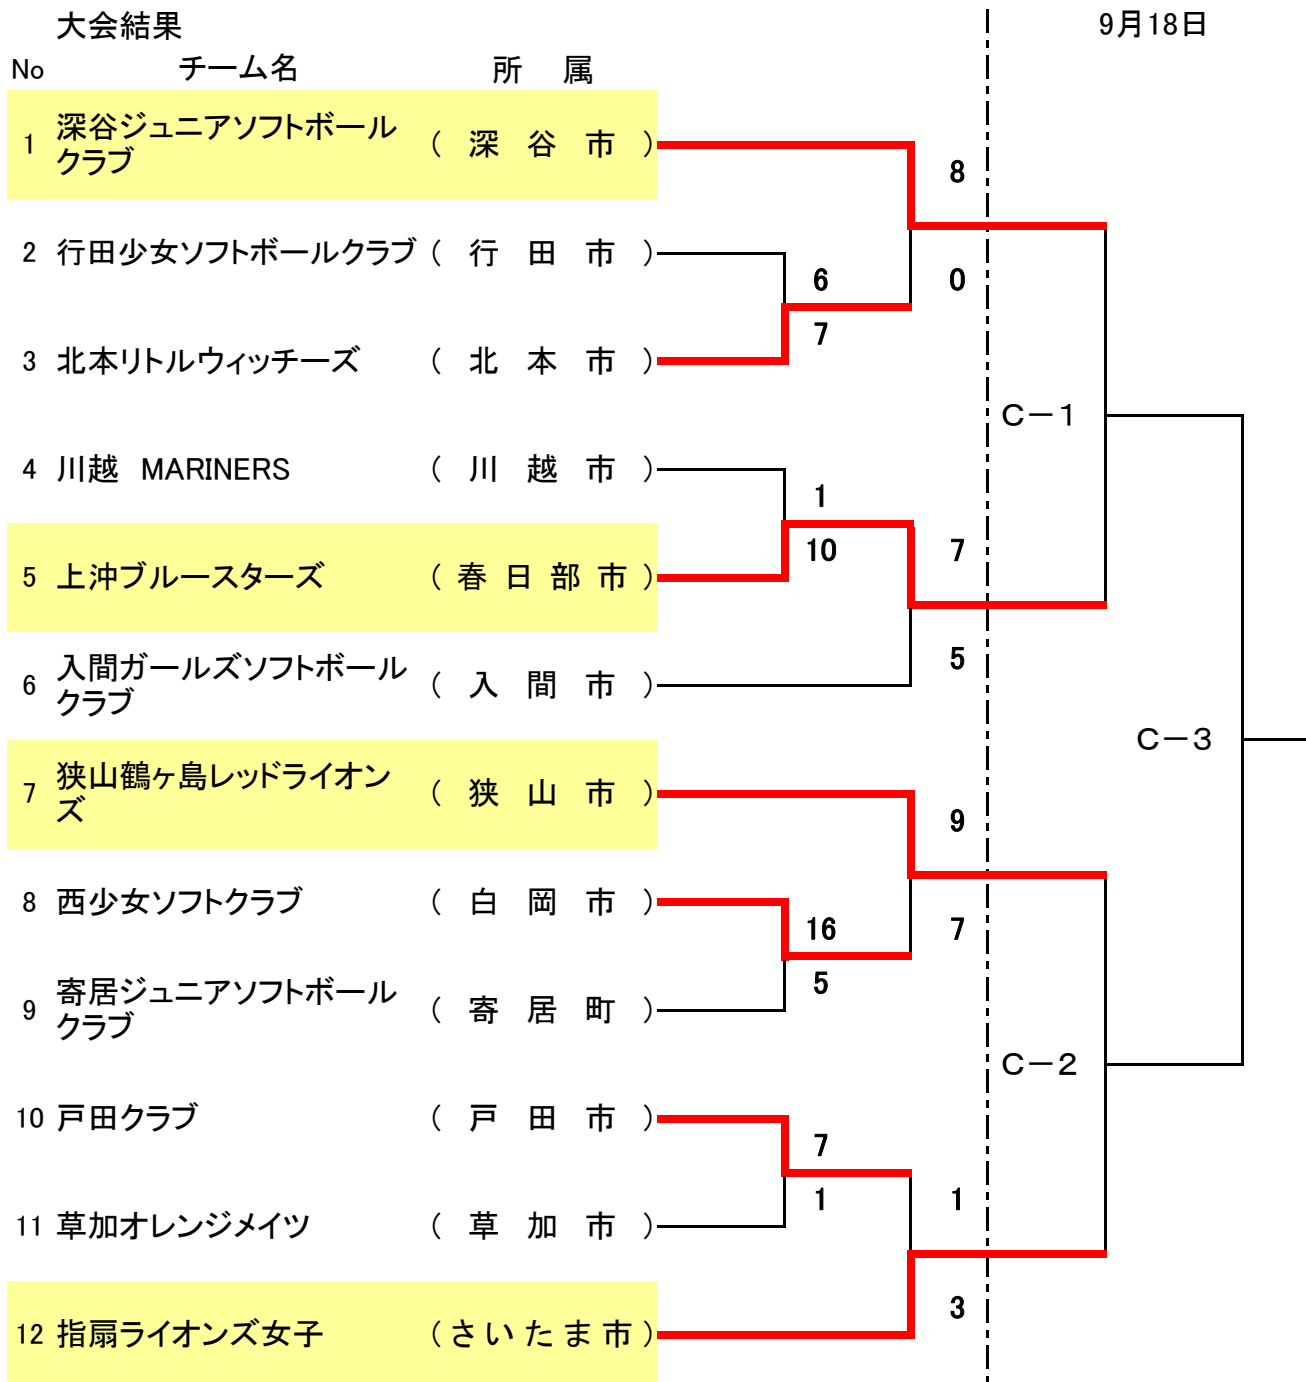 大会結果
9月18日
No チーム名 所 属
1 深谷ジュニアソフトボール
クラブ ( 深 谷 市 )
8
2 行田少女ソフトボールクラブ ( 行 田 市 )
6
0
7
3 北本リトルウィッチーズ ( 北 本 市 )
C－1
4 川越 MARINERS ( 川 越 市 )
1
10
7
5 上沖ブルースターズ ( 春 日 部 市 )
5
6 入間ガールズソフトボール
クラブ ( 入 間 市 )
C－3
7 狭山鶴ヶ島レッドライオン
ズ ( 狭 山 市 )
9
8 西少女ソフトクラブ ( 白 岡 市 )
16
7
5
9 寄居ジュニアソフトボール
クラブ ( 寄 居 町 )
C－2
10 戸田クラブ ( 戸 田 市 )
7
1
1
11 草加オレンジメイツ ( 草 加 市 )
3
12 指扇ライオンズ女子 ( さ い た ま 市 )